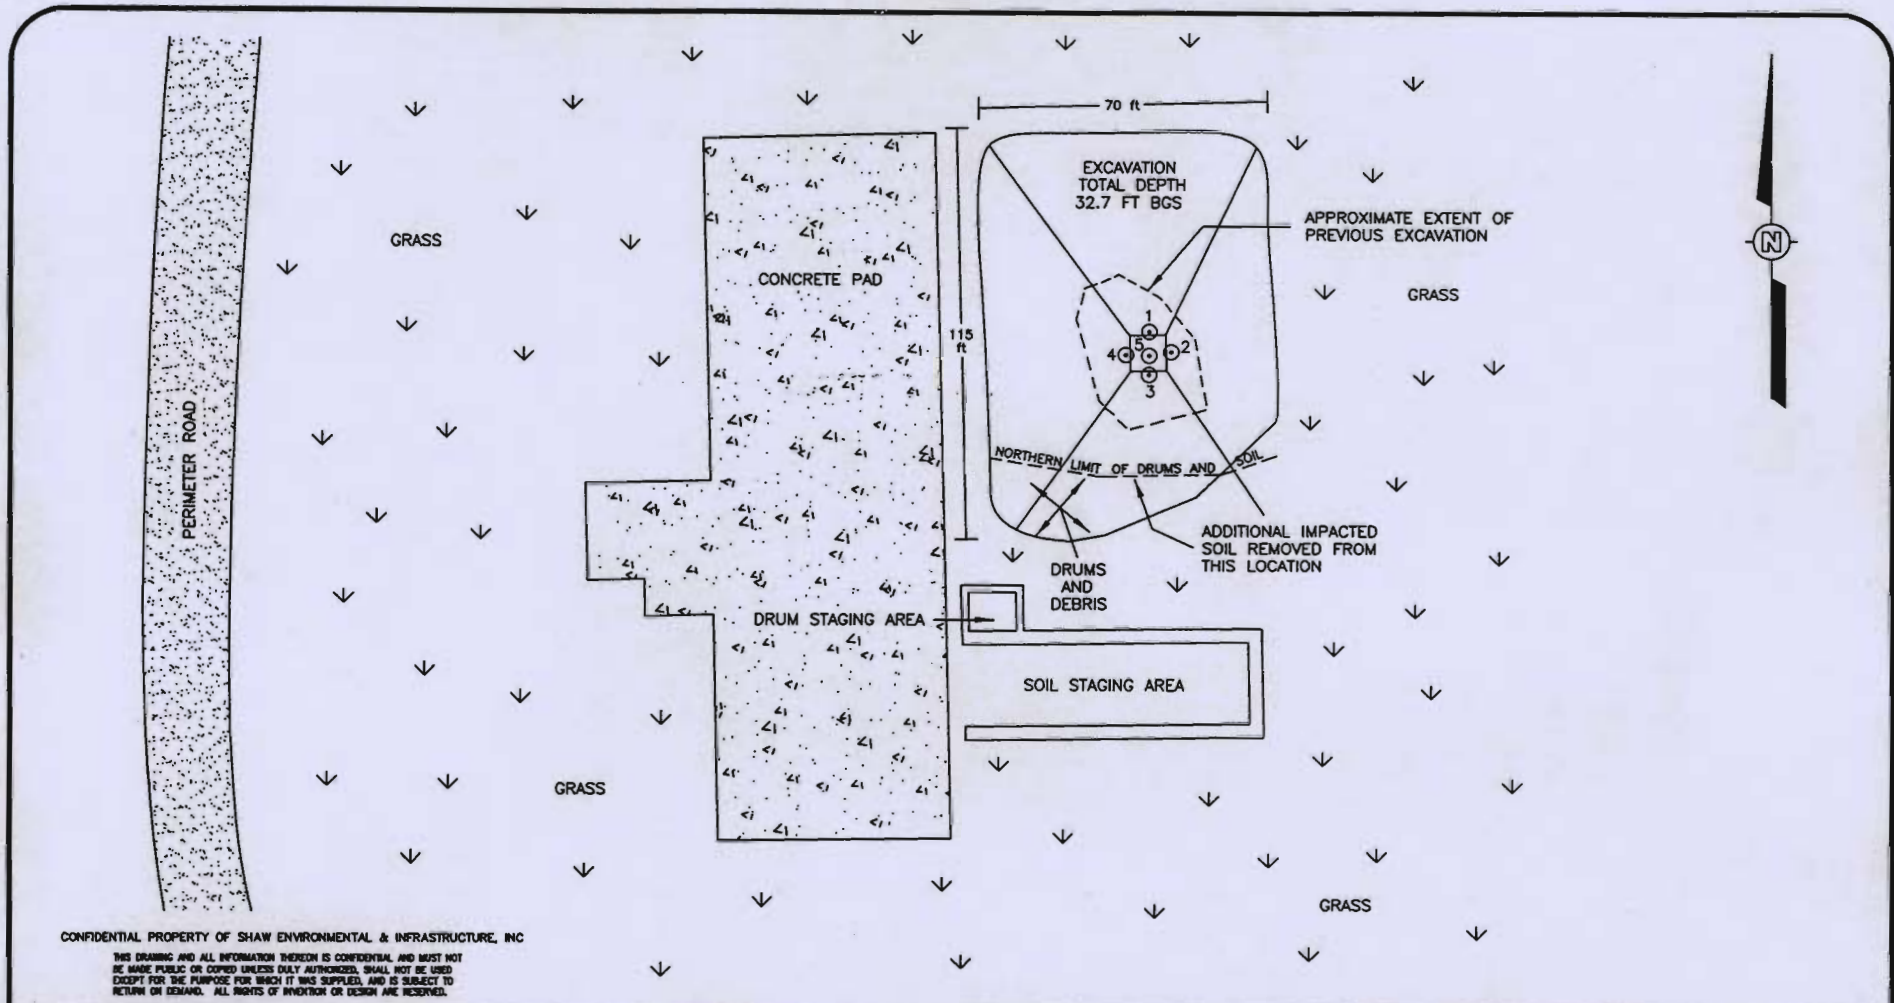 70 ft
EXCAVATION
TOTAL DEPTH
32.7 FT BGS
APPROXIMATE EXTENT OF
PREVIOUS EXCAVATION
N
GRASS
CONCRETE PAD
GRASS
1
115
ft
4
5
2
3
PERIMETER ROAD
NORTHERN LIMIT OF DRUMS AND SOIL
ADDITIONAL IMPACTED
SOIL REMOVED FROM
THIS LOCATION
DRUMS
AND
DEBRIS
DRUM STAGING AREA
SOIL STAGING AREA
GRASS
GRASS
CONFIDENTIAL PROPERTY OF SHAW ENVIRONMENTAL & INFRASTRUCTURE, INC
THIS DRAWING AND ALL INFORMATION THEREON IS CONFIDENTIAL AND MUST NOT
BE MADE PUBLIC OR COPIED UNLESS DULY AUTHORIZED, SHALL NOT BE USED
EXCEPT FOR THE PURPOSE FOR WHICH IT WAS SUPPLIED, AND IS SUBJECT TO
RETURN ON DEMAND. ALL RIGHTS OF INVENTION OR DESIGN ARE RESERVED.